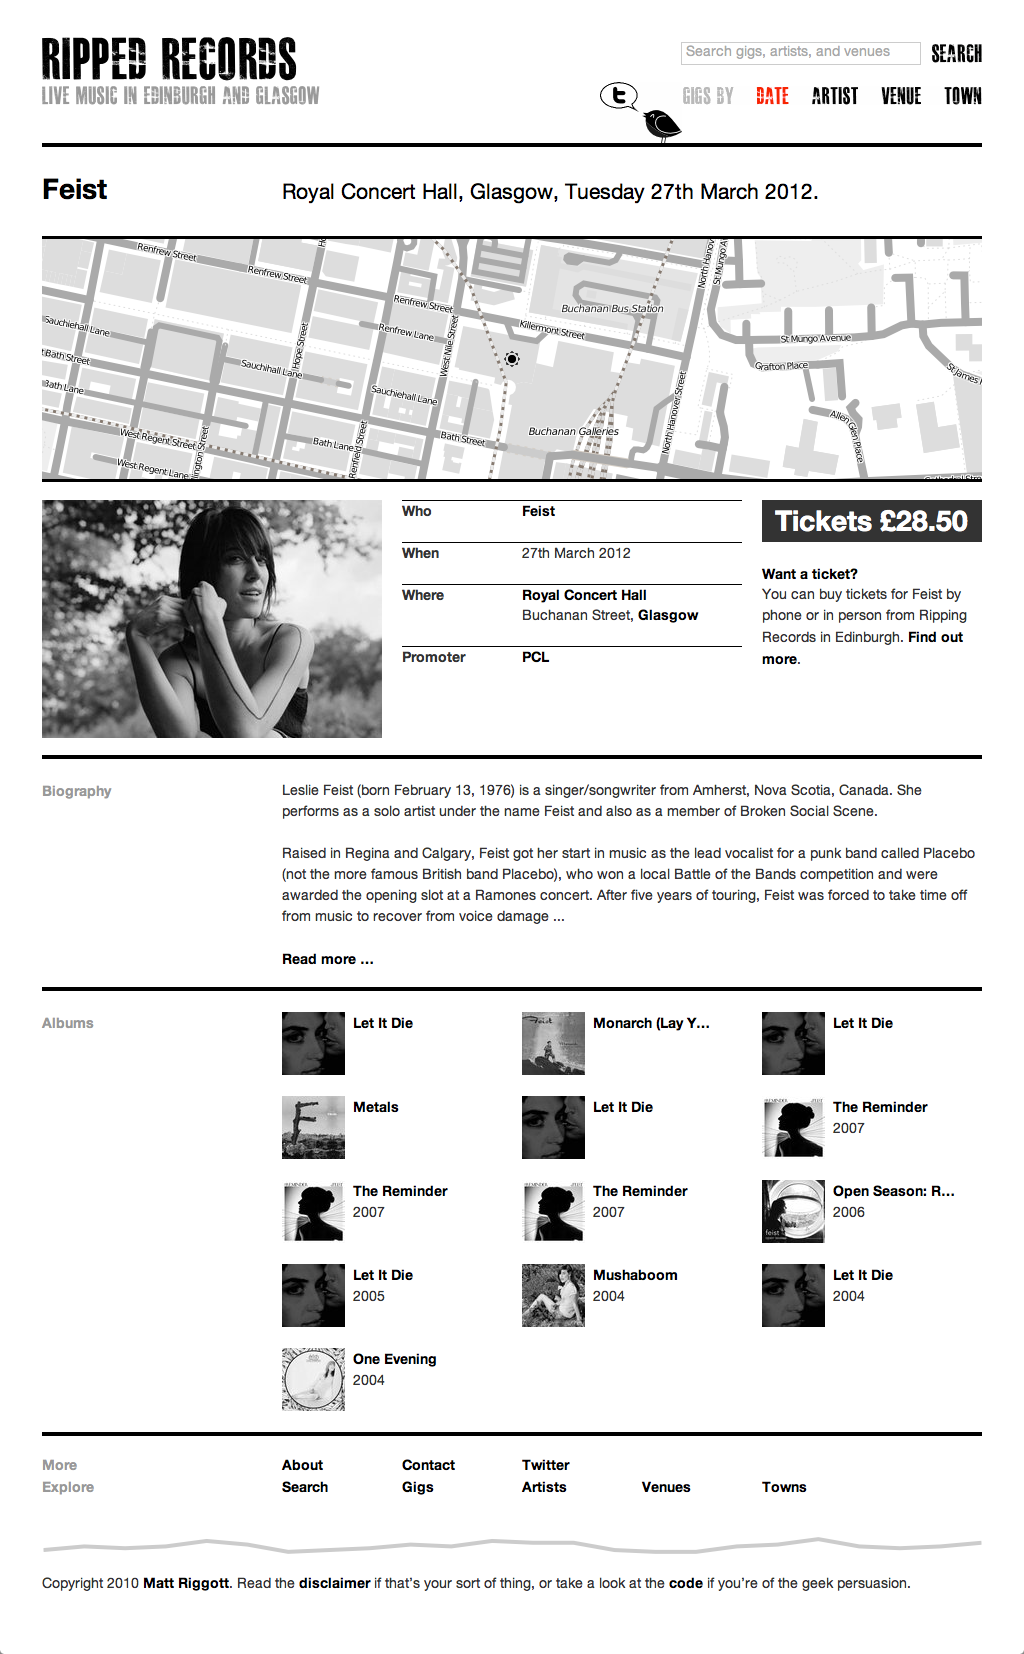 RIPPED RECORDS
LIVE MUSIC IN EDINBURGH AND GLASGOW
Search gigs, artists, and venues
SEARCH
GIGS BY DATE ARTIST VENUE TOWN
Feist
Royal Concert Hall, Glasgow, Tuesday 27th March 2012.
Renfrew Street
Renfrew Street
Renfrew Street
Renfrew Lane
Killermont Street
Buchanan Bus Station
North Hanov
St Mungo Av
St Mungo Avenue
Grafton Place
St James R
Allen Glen Place
Sauchiehall Lane
Hope Street
West Nile Street
Sauchihall Lane
Sauchiehall Lane
t Bath Street
Bath Lane
West Regent Street
West Regent Lane
ington Street
Bath Lane
Renfield Street
Bath Street
Buchanan Galleries
North Hanover Street
Who Feist
When 27th March 2012
Where Royal Concert Hall
Buchanan Street, Glasgow
Promoter PCL
Tickets £28.50
Want a ticket?
You can buy tickets for Feist by
phone or in person from Ripping
Records in Edinburgh. Find out
more.
Biography
Leslie Feist (born February 13, 1976) is a singer/songwriter from Amherst, Nova Scotia, Canada. She
performs as a solo artist under the name Feist and also as a member of Broken Social Scene.
Raised in Regina and Calgary, Feist got her start in music as the lead vocalist for a punk band called Placebo
(not the more famous British band Placebo), who won a local Battle of the Bands competition and were
awarded the opening slot at a Ramones concert. After five years of touring, Feist was forced to take time off
from music to recover from voice damage ...
Read more ...
Albums
Let It Die
Monarch (Lay Y...
Let It Die
Metals
Let It Die
The Reminder
2007
The Reminder
2007
The Reminder
2007
Open Season: R...
2006
Let It Die
2005
Mushaboom
2004
Let It Die
2004
One Evening
2004
More About Contact Twitter
Explore Search Gigs Artists Venues Towns
Copyright 2010 Matt Riggott. Read the disclaimer if that's your sort of thing, or take a look at the code if you're of the geek persuasion.